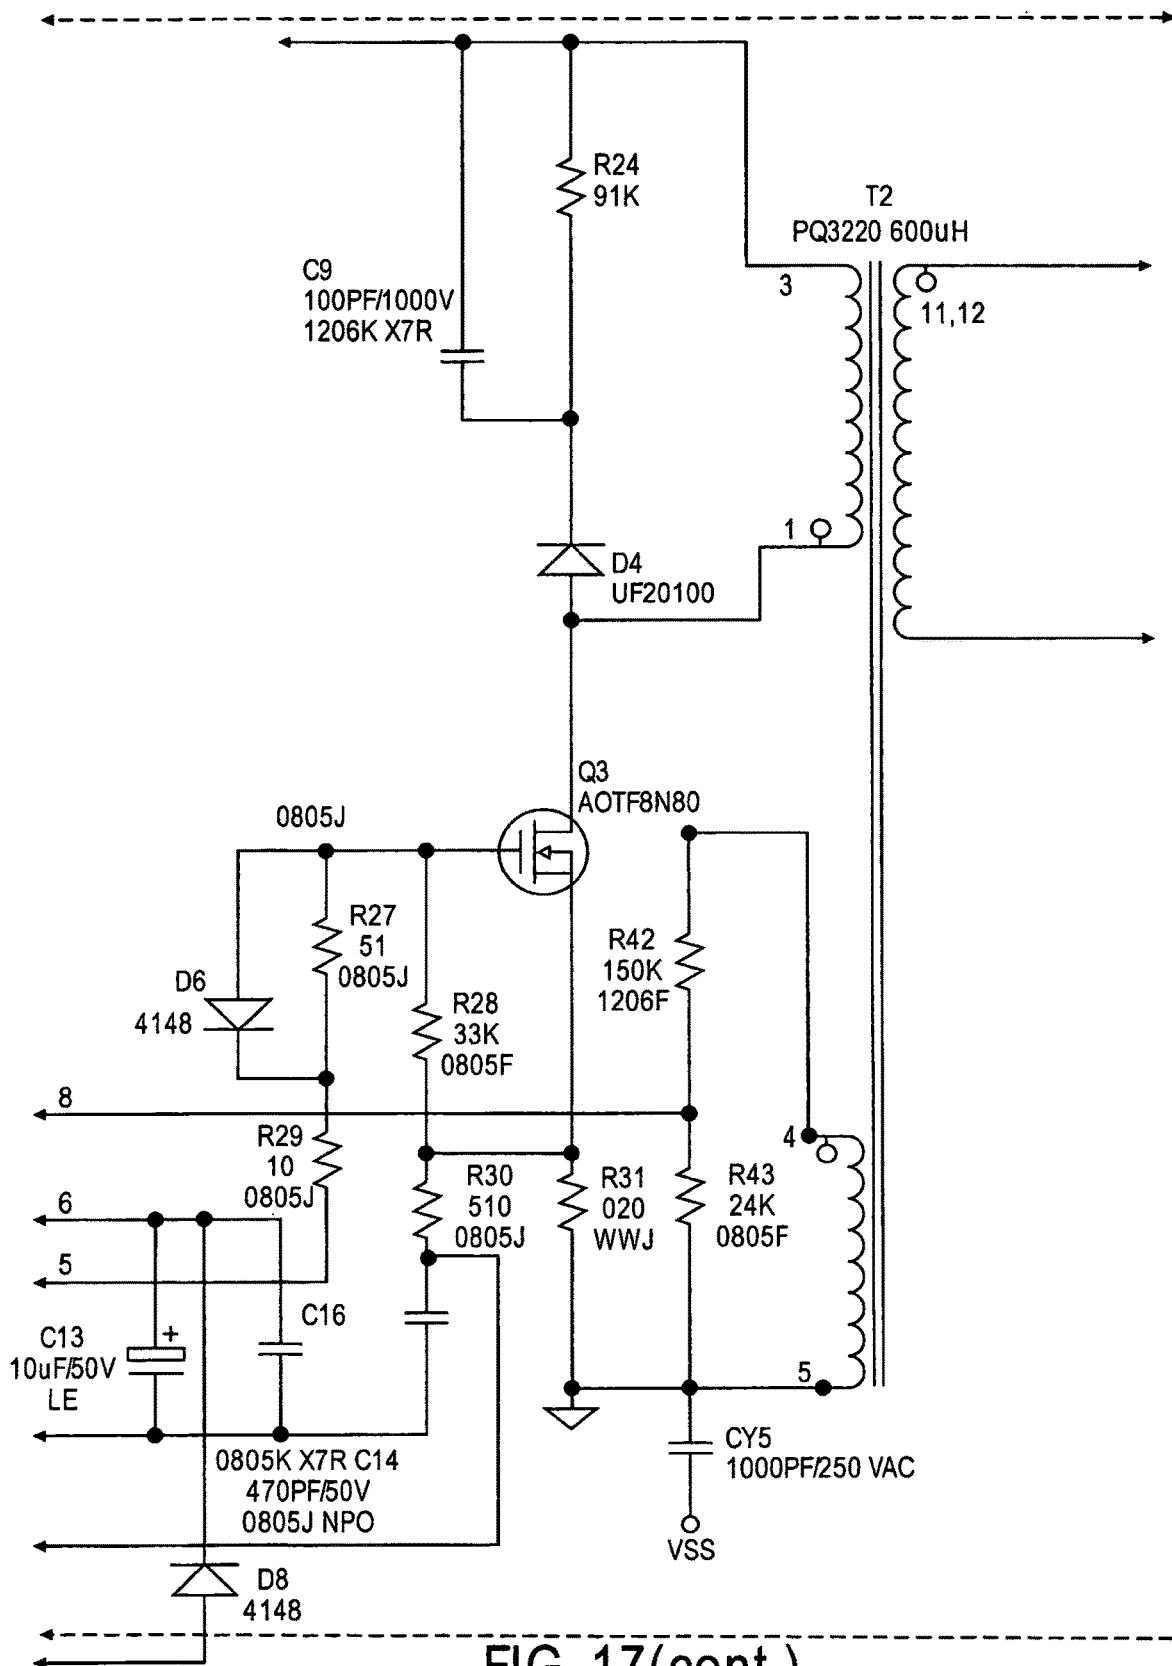 R24
91K
T2
PQ3220 600uH
C9
100PF/1000V
1206K X7R
3
11,12
1
D4
UF20100
Q3
AOTF8N80
0805J
R27
51
0805J
R42
150K
1206F
D6
4148
R28
33K
0805F
8
4
R29
10
0805J
R30
510
0805J
R31
020
WWJ
R43
24K
0805F
6
5
C16
C13
10uF/50V
LE
+
5
0805K X7R C14
470PF/50V
0805J NPO
CY5
1000PF/250 VAC
VSS
D8
4148
FIG. 17(cont.)